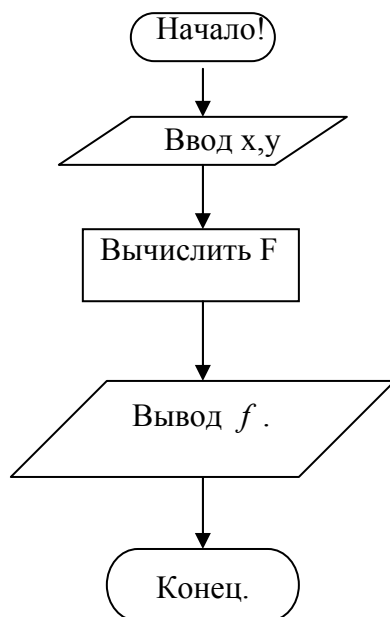 Начало!
Ввод x,y
Вычислить F
Вывод f .
Конец.